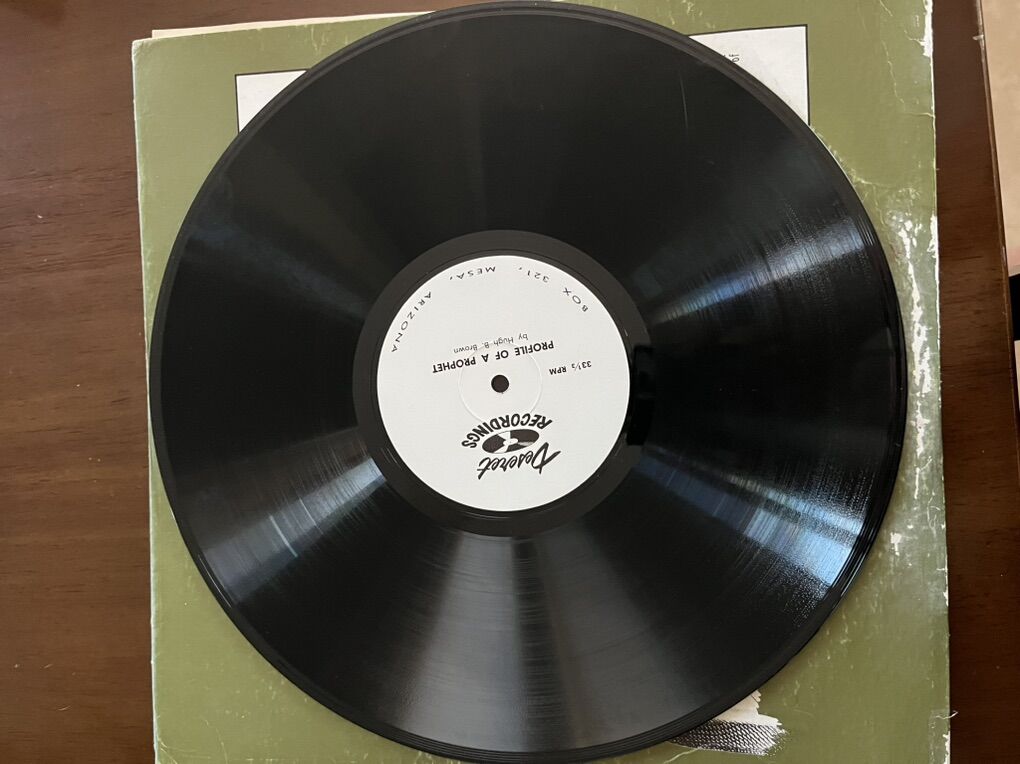 Deseret
RECORDINGS
33⅓ RPM
PROFILE OF A PROPHET
by Hugh B. Brown
BOX 321, MESA, ARIZONA